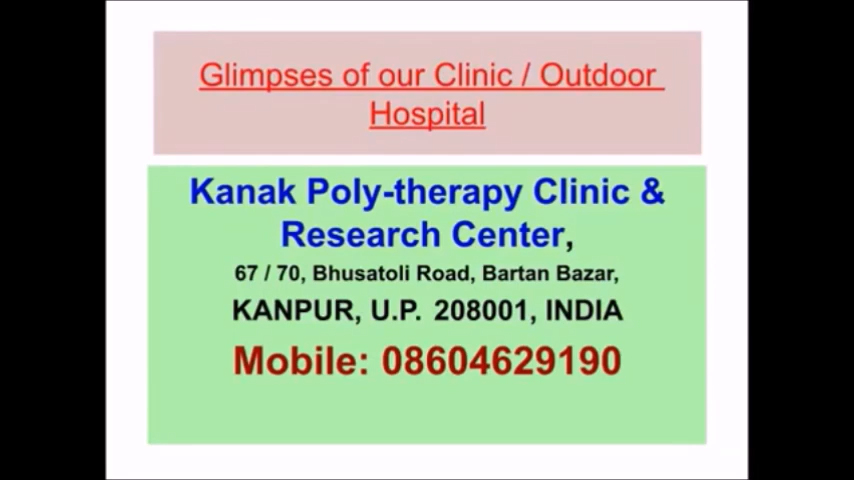 Glimpses of our Clinic / Outdoor
Hospital
Kanak Poly-therapy Clinic &
Research Center,
67 / 70, Bhusatoli Road, Bartan Bazar,
KANPUR, U.P. 208001, INDIA
Mobile: 08604629190